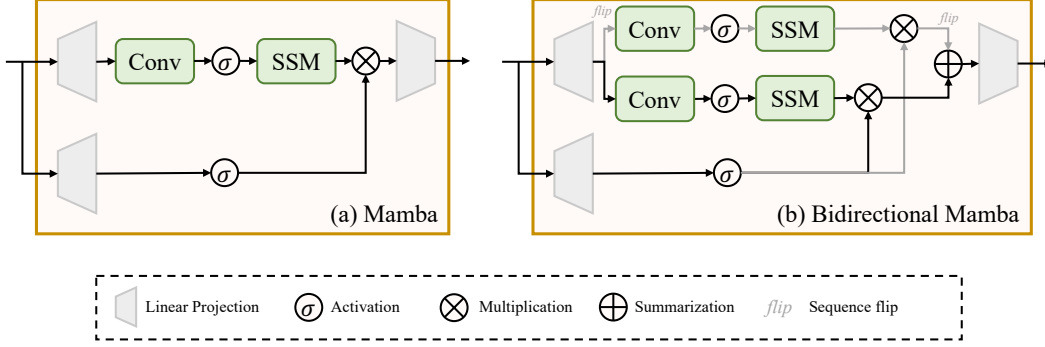 Conv
σ
SSM
σ
(a) Mamba
flip
Conv
σ
SSM
flip
Conv
σ
SSM
σ
(b) Bidirectional Mamba
Linear Projection
σ
Activation
Multiplication
Summarization
flip
Sequence flip